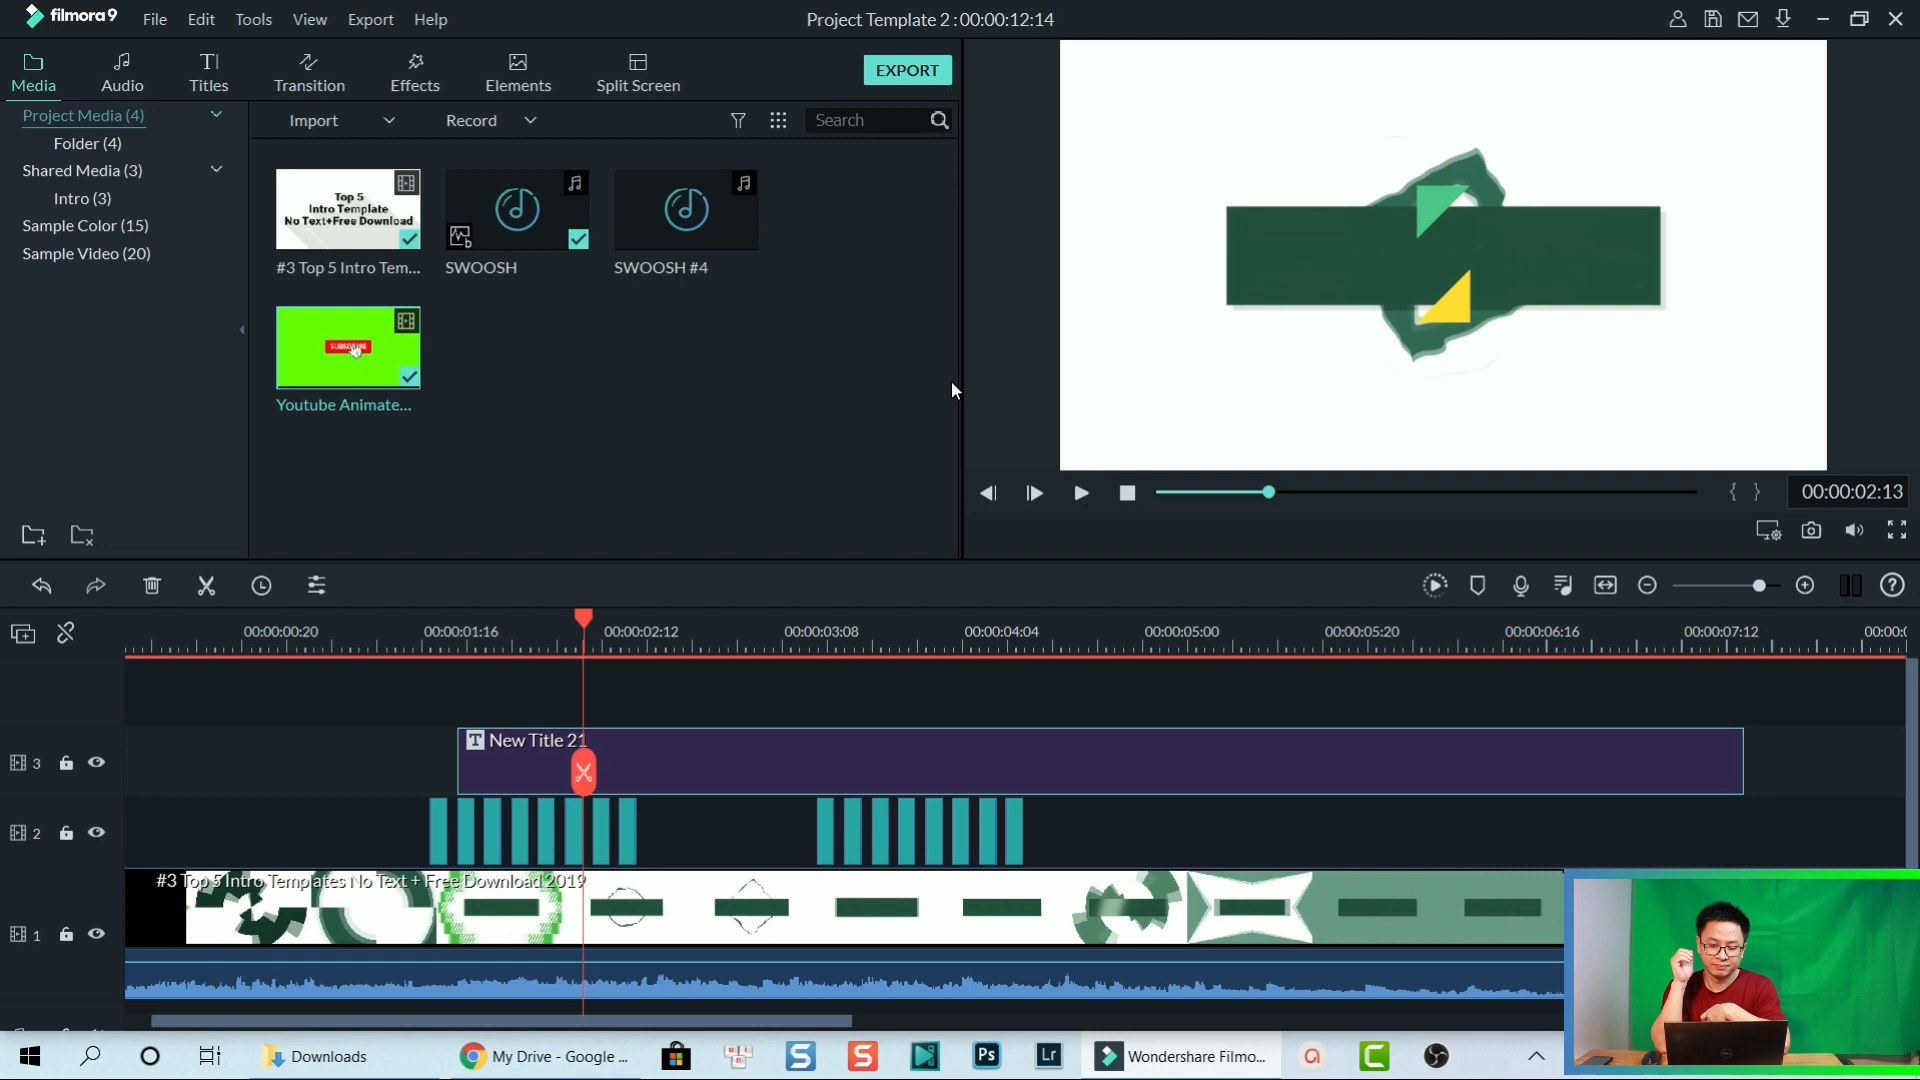 filmora9 File Edit Tools View Export Help Project Template 2 : 00:00:12:14
Media Audio Titles Transition Effects Elements Split Screen EXPORT
Project Media (4)
Folder (4)
Shared Media (3)
Intro (3)
Sample Color (15)
Sample Video (20)
Import Record Search
Top 5
Intro Template
No Text+Free Download
#3 Top 5 Intro Tem... SWOOSH SWOOSH #4
SUBSCRIBE
Youtube Animate...
{ } 00:00:02:13
00:00:00:20 00:00:01:16 00:00:02:12 00:00:03:08 00:00:04:04 00:00:05:00 00:00:05:20 00:00:06:16 00:00:07:12
T New Title 21
3
2
#3 Top 5 Intro Templates No Text + Free Download 2019
1
Downloads My Drive - Google ... S S Ps Lr Wondershare Filmo...